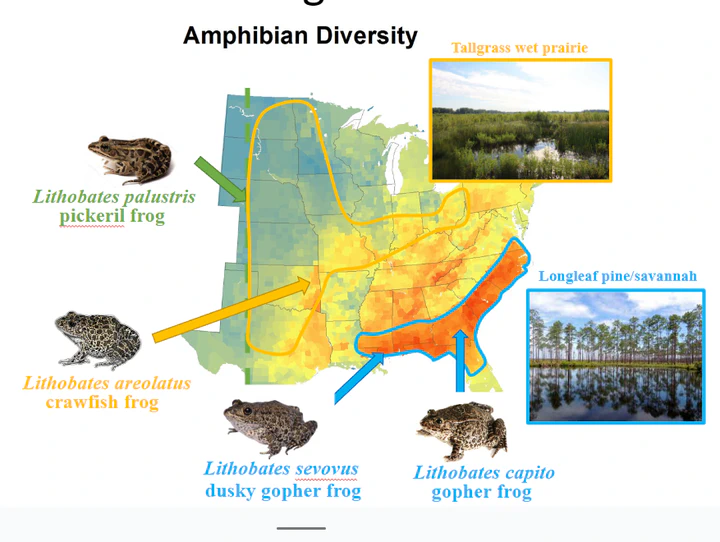 Amphibian Diversity
Tallgrass wet prairie
Lithobates palustris
pickeril frog
Longleaf pine/savannah
Lithobates areolatus
crawfish frog
Lithobates sevovus
dusky gopher frog
Lithobates capito
gopher frog